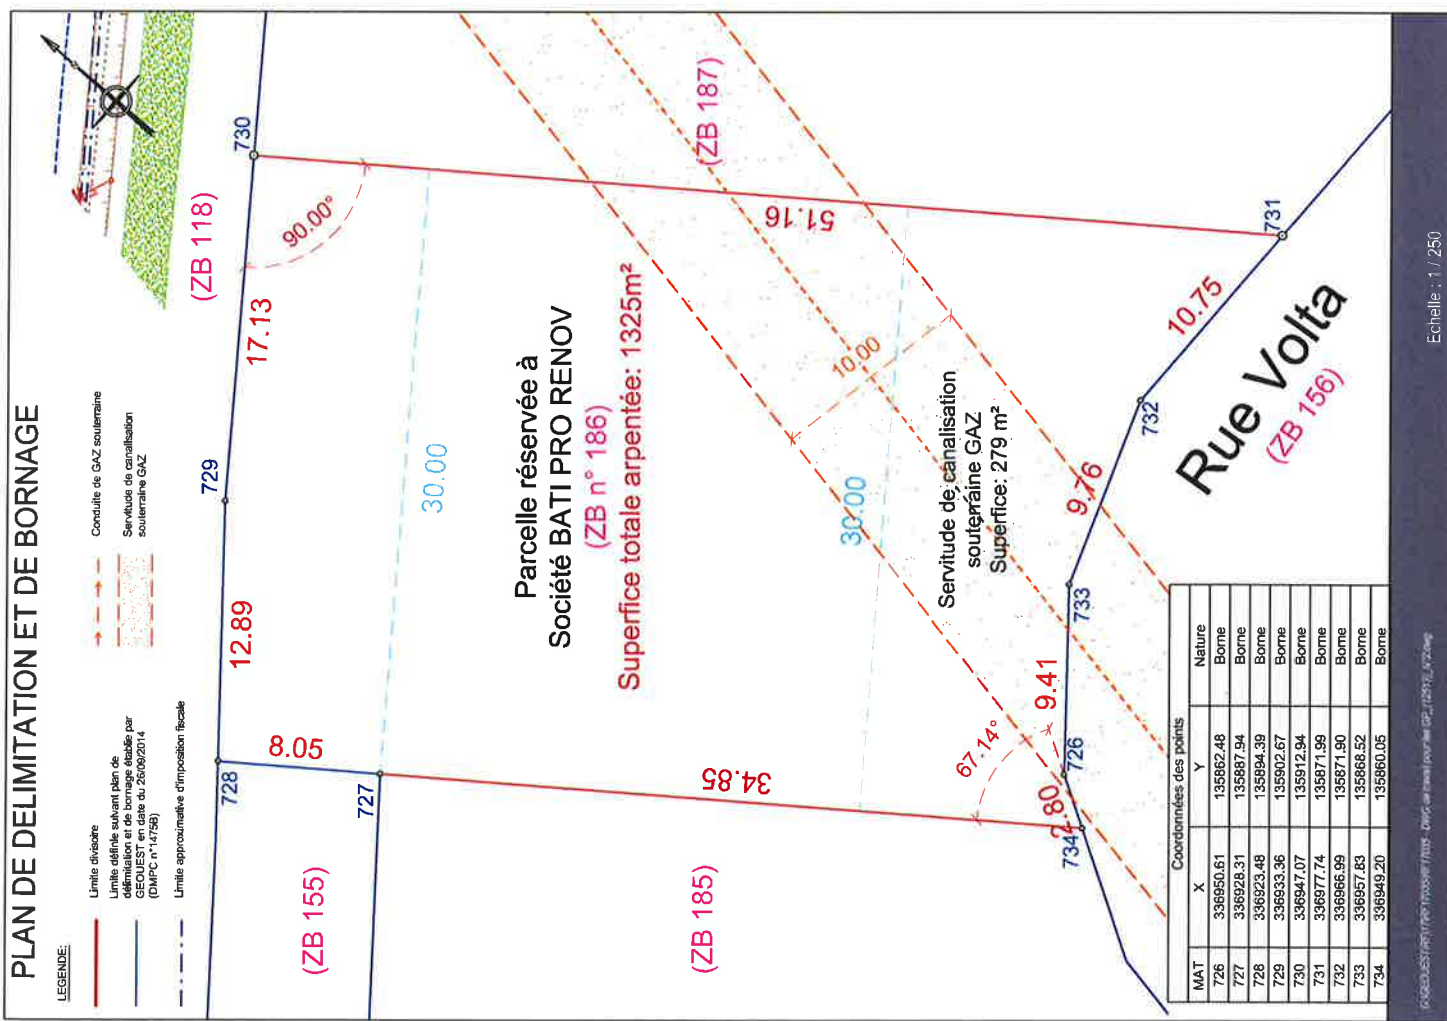 PLAN DE DELIMITATION ET DE BORNAGE
LEGENDE:
Limite divisoire
Limite définie suivant plan de
délimitation et de bornage établie par
GEOUEST en date du 26/09/2014
(DMPC n°1475B)
Limite approximative d'imposition fiscale
Conduite de GAZ souterraine
Servitude de canalisation
souterraine GAZ
(ZB 118)
(ZB 187)
(ZB 155)
(ZB 185)
728
729
730
727
12.89
17.13
90.00°
8.05
30.00
34.85
51.16
Parcelle réservée à
Société BATI PRO RENOV
(ZB n° 186)
Superfice totale arpentée: 1325m²
10.00
30.00
Servitude de canalisation
souterraine GAZ
Superfice: 279 m²
67.14°
2.80
734
726
9.41
733
9.76
732
10.75
731
Rue Volta
(ZB 156)
Coordonnées des points
MAT X Y Nature
726 336950.61 135862.48 Borne
727 336928.31 135887.94 Borne
728 336923.48 135894.39 Borne
729 336933.36 135902.67 Borne
730 336947.07 135912.94 Borne
731 336977.74 135871.99 Borne
732 336966.99 135871.90 Borne
733 336957.83 135868.52 Borne
734 336949.20 135860.05 Borne
Echelle : 1 / 250